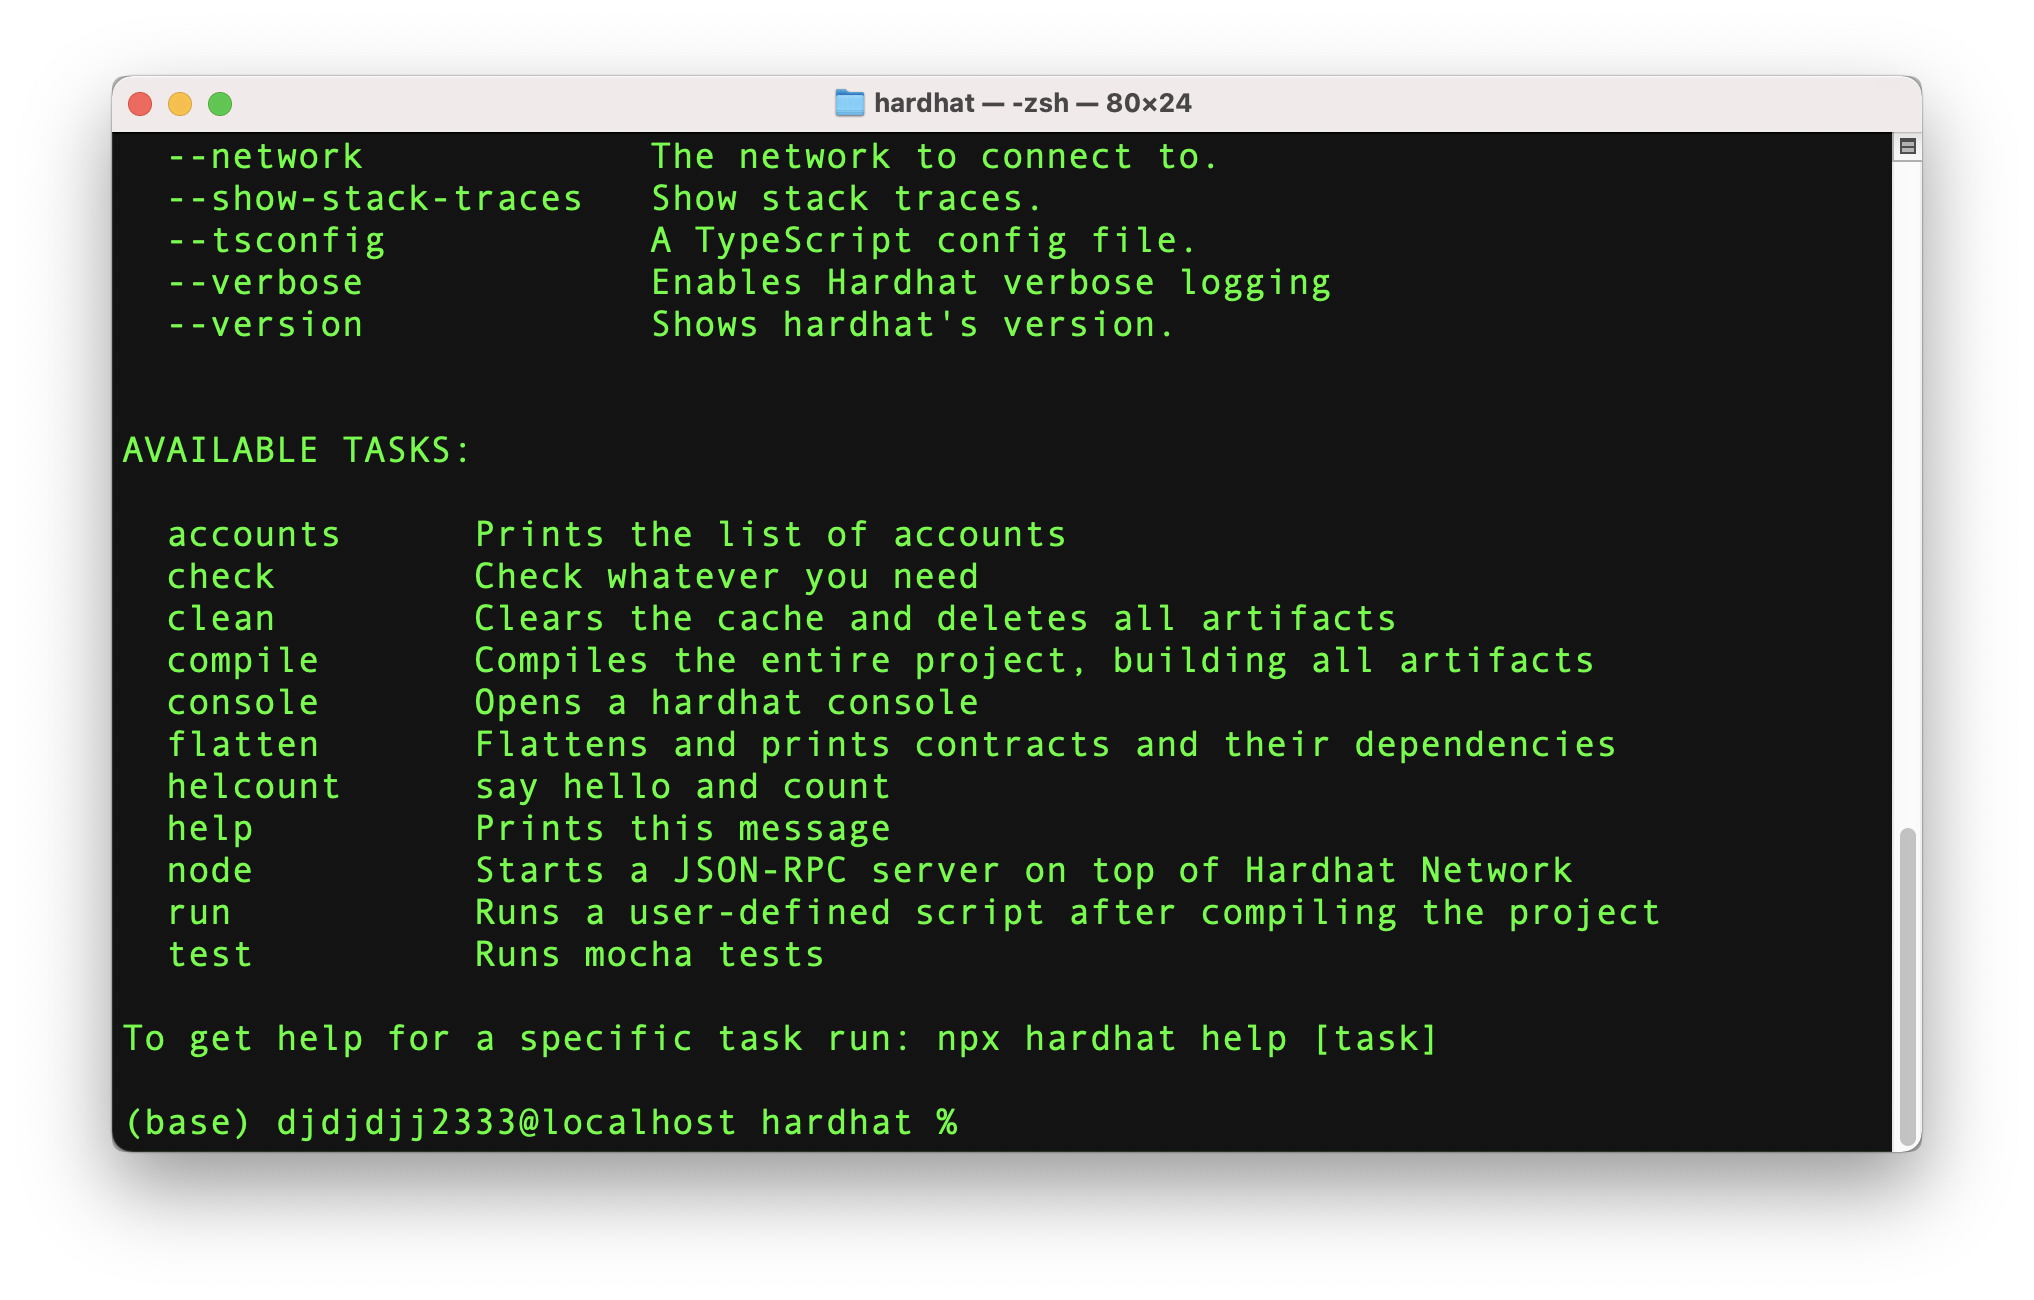 hardhat — -zsh — 80×24
--network The network to connect to.
--show-stack-traces Show stack traces.
--tsconfig A TypeScript config file.
--verbose Enables Hardhat verbose logging
--version Shows hardhat's version.
AVAILABLE TASKS:
accounts Prints the list of accounts
check Check whatever you need
clean Clears the cache and deletes all artifacts
compile Compiles the entire project, building all artifacts
console Opens a hardhat console
flatten Flattens and prints contracts and their dependencies
helcount say hello and count
help Prints this message
node Starts a JSON-RPC server on top of Hardhat Network
run Runs a user-defined script after compiling the project
test Runs mocha tests
To get help for a specific task run: npx hardhat help [task]
(base) djdjdjj2333@localhost hardhat %